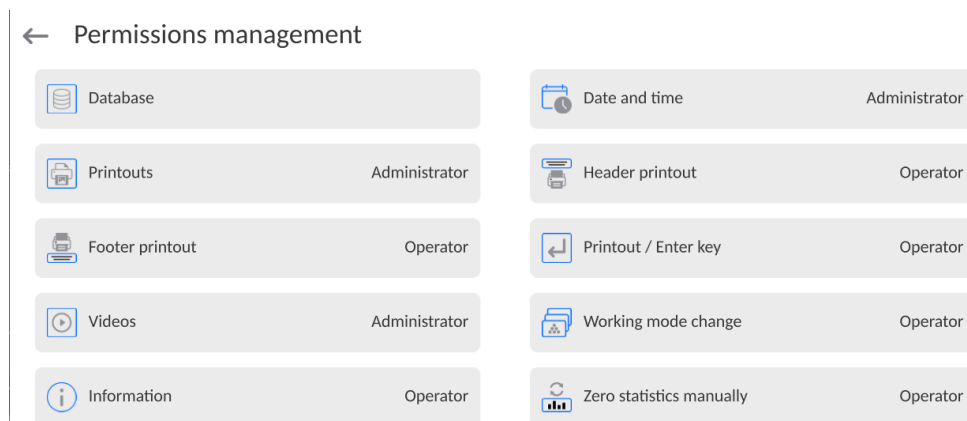 Permissions management
Database
Date and time Administrator
Printouts Administrator
Header printout Operator
Footer printout Operator
Printout / Enter key Operator
Videos Administrator
Working mode change Operator
Information Operator
Zero statistics manually Operator